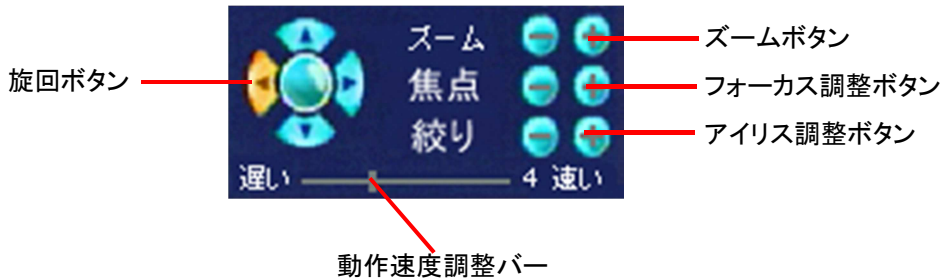 ズーム
焦点
絞り
遅い 4 速い
旋回ボタン
ズームボタン
フォーカス調整ボタン
アイリス調整ボタン
動作速度調整バー